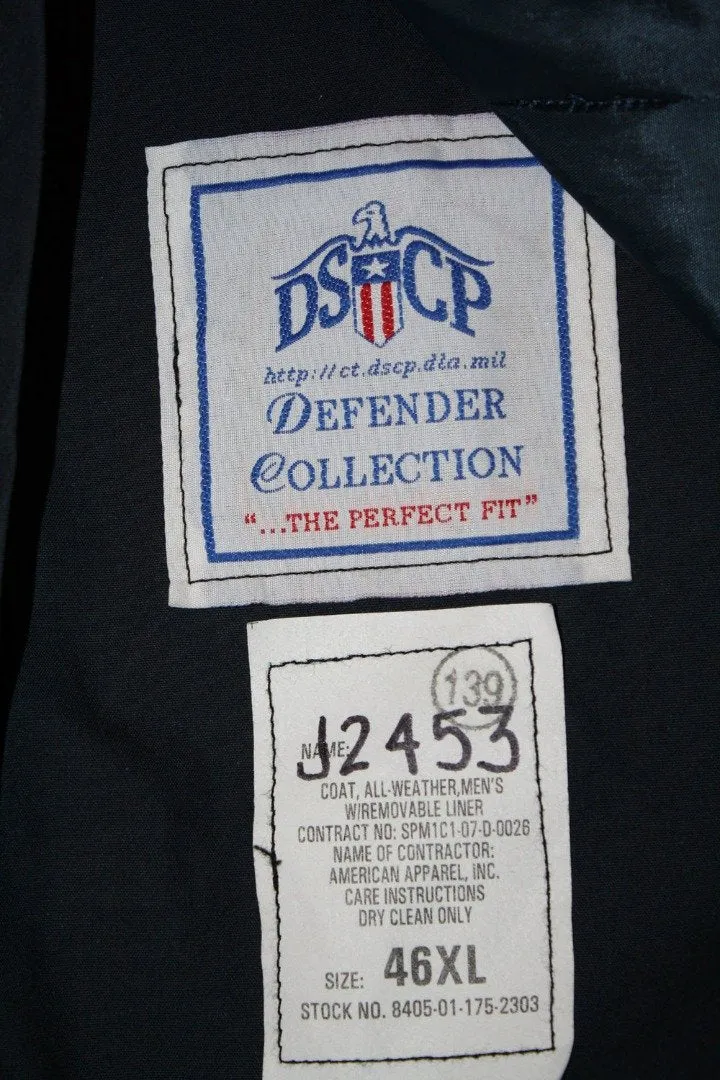 DSCP
http://ct.dscp.dla.mil
DEFENDER
COLLECTION
"...THE PERFECT FIT"
139
NAME: J2453
COAT, ALL-WEATHER,MEN'S
W/REMOVABLE LINER
CONTRACT NO: SPM1C1-07-D-0026
NAME OF CONTRACTOR:
AMERICAN APPAREL, INC.
CARE INSTRUCTIONS
DRY CLEAN ONLY
SIZE: 46XL
STOCK NO. 8405-01-175-2303